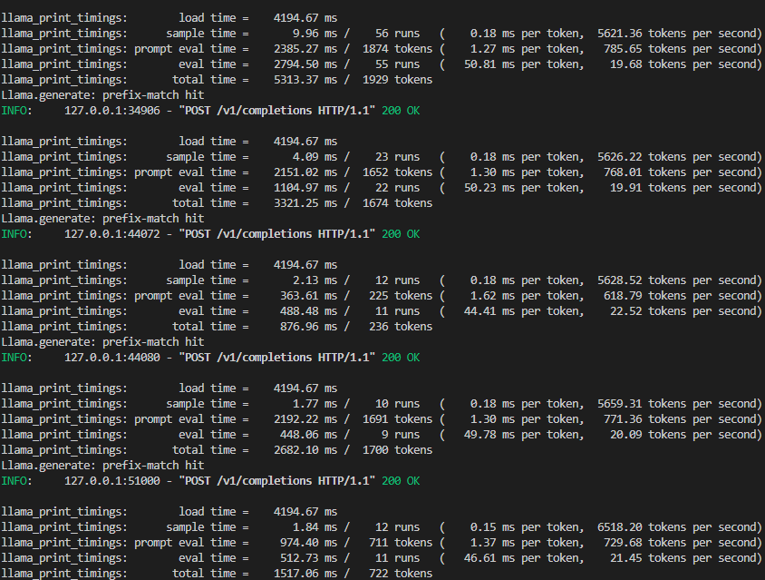 llama_print_timings:        load time =    4194.67 ms
llama_print_timings:      sample time =       9.96 ms /    56 runs   (    0.18 ms per token,  5621.36 tokens per second)
llama_print_timings: prompt eval time =    2385.27 ms /  1874 tokens (    1.27 ms per token,   785.65 tokens per second)
llama_print_timings:        eval time =    2794.50 ms /    55 runs   (   50.81 ms per token,    19.68 tokens per second)
llama_print_timings:       total time =    5313.37 ms /  1929 tokens
Llama.generate: prefix-match hit
INFO:     127.0.0.1:34906 - "POST /v1/completions HTTP/1.1" 200 OK
llama_print_timings:        load time =    4194.67 ms
llama_print_timings:      sample time =       4.09 ms /    23 runs   (    0.18 ms per token,  5626.22 tokens per second)
llama_print_timings: prompt eval time =    2151.02 ms /  1652 tokens (    1.30 ms per token,   768.01 tokens per second)
llama_print_timings:        eval time =    1104.97 ms /    22 runs   (   50.23 ms per token,    19.91 tokens per second)
llama_print_timings:       total time =    3321.25 ms /  1674 tokens
Llama.generate: prefix-match hit
INFO:     127.0.0.1:44072 - "POST /v1/completions HTTP/1.1" 200 OK
llama_print_timings:        load time =    4194.67 ms
llama_print_timings:      sample time =       2.13 ms /    12 runs   (    0.18 ms per token,  5628.52 tokens per second)
llama_print_timings: prompt eval time =     363.61 ms /   225 tokens (    1.62 ms per token,   618.79 tokens per second)
llama_print_timings:        eval time =     488.48 ms /    11 runs   (   44.41 ms per token,    22.52 tokens per second)
llama_print_timings:       total time =     876.96 ms /   236 tokens
Llama.generate: prefix-match hit
INFO:     127.0.0.1:44080 - "POST /v1/completions HTTP/1.1" 200 OK
llama_print_timings:        load time =    4194.67 ms
llama_print_timings:      sample time =       1.77 ms /    10 runs   (    0.18 ms per token,  5659.31 tokens per second)
llama_print_timings: prompt eval time =    2192.22 ms /  1691 tokens (    1.30 ms per token,   771.36 tokens per second)
llama_print_timings:        eval time =     448.06 ms /     9 runs   (   49.78 ms per token,    20.09 tokens per second)
llama_print_timings:       total time =    2682.10 ms /  1700 tokens
Llama.generate: prefix-match hit
INFO:     127.0.0.1:51000 - "POST /v1/completions HTTP/1.1" 200 OK
llama_print_timings:        load time =    4194.67 ms
llama_print_timings:      sample time =       1.84 ms /    12 runs   (    0.15 ms per token,  6518.20 tokens per second)
llama_print_timings: prompt eval time =     974.40 ms /   711 tokens (    1.37 ms per token,   729.68 tokens per second)
llama_print_timings:        eval time =     512.73 ms /    11 runs   (   46.61 ms per token,    21.45 tokens per second)
llama_print_timings:       total time =    1517.06 ms /   722 tokens